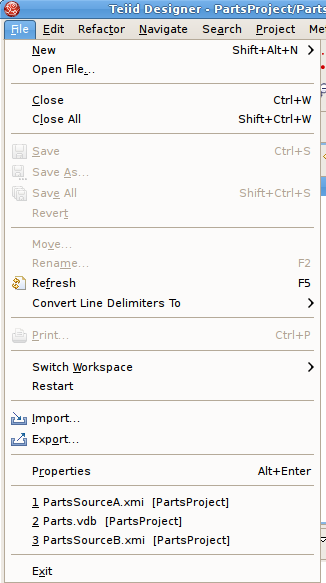 Teiid Designer - PartsProject/Parts
File Edit Refactor Navigate Search Project Me
New Shift+Alt+N
Open File...
Close Ctrl+W
Close All Shift+Ctrl+W
Save Ctrl+S
Save As...
Save All Shift+Ctrl+S
Revert
Move...
Rename... F2
Refresh F5
Convert Line Delimiters To
Print... Ctrl+P
Switch Workspace
Restart
Import...
Export...
Properties Alt+Enter
1 PartsSourceA.xmi [PartsProject]
2 Parts.vdb [PartsProject]
3 PartsSourceB.xmi [PartsProject]
Exit